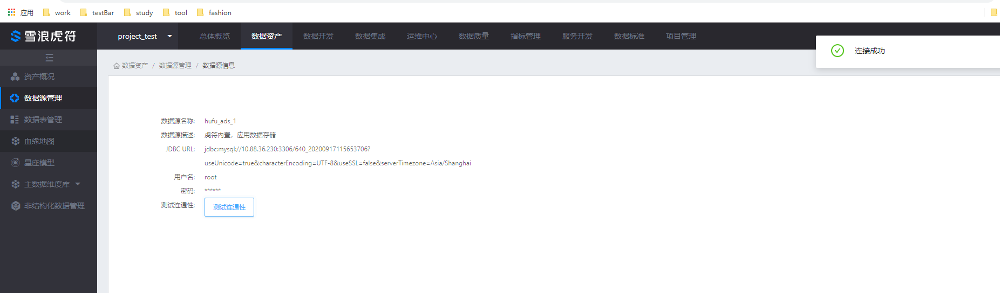 应用 work testBar study tool fashion
雪浪虎符 project_test 总体概览 数据资产 数据开发 数据集成 运维中心 数据质量 指标管理 服务开发 数据标准 项目管理
连接成功
数据资产 / 数据源管理 / 数据源信息
资产概况
数据源管理
数据表管理
血缘地图
星座模型
主数据维度库
非结构化数据管理
数据源名称: hufu_ads_1
数据源描述: 虎符内置，应用数据存储
JDBC URL: jdbc:mysql://10.88.36.230:3306/640_20200917115653706?
useUnicode=true&characterEncoding=UTF-8&useSSL=false&serverTimezone=Asia/Shanghai
用户名: root
密码: ******
测试连通性: 测试连通性